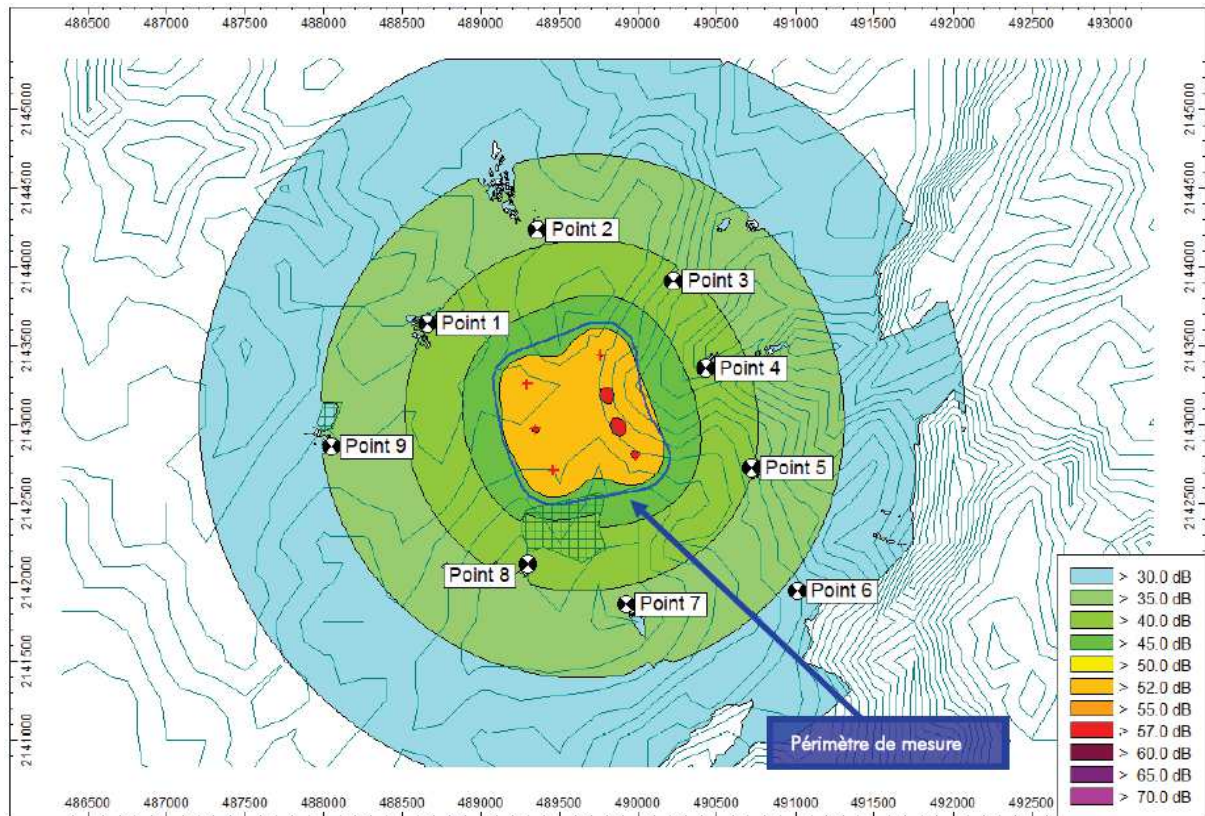 486500 487000 487500 488000 488500 489000 489500 490000 490500 491000 491500 492000 492500 493000
2145000
2144500
2144000
2143500
2143000
2142500
2142000
2141500
2141000
2145000
2144500
2144000
2143500
2143000
2142500
Point 2
Point 3
Point 1
Point 4
Point 9
Point 5
Point 8
Point 7
Point 6
Périmètre de mesure
> 30.0 dB
> 35.0 dB
> 40.0 dB
> 45.0 dB
> 50.0 dB
> 52.0 dB
> 55.0 dB
> 57.0 dB
> 60.0 dB
> 65.0 dB
> 70.0 dB
486500 487000 487500 488000 488500 489000 489500 490000 490500 491000 491500 492000 492500